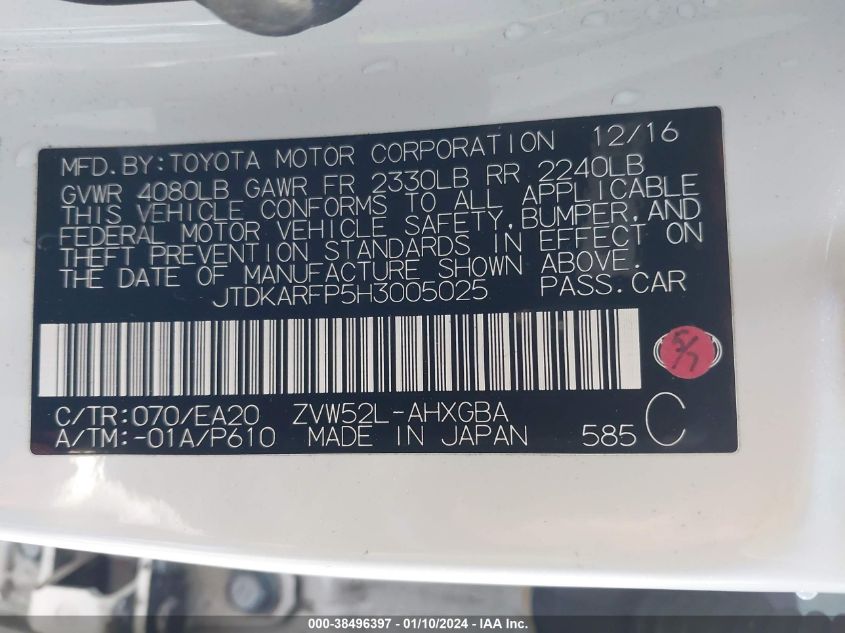 MFD.BY:TOYOTA MOTOR CORPORATION 12/16
GVWR 4080LB GAWR FR 2330LB RR 2240LB
THIS VEHICLE CONFORMS TO ALL APPLICABLE
FEDERAL MOTOR VEHICLE SAFETY,BUMPER,AND
THEFT PREVENTION STANDARDS IN EFFECT ON
THE DATE OF MANUFACTURE SHOWN ABOVE.
JTDKARFP5H3005025 PASS.CAR
5/7
C/TR:070/EA20 ZVW52L-AHXGBA
A/TM:-01A/P610 MADE IN JAPAN 585 C
000-38496397 - 01/10/2024 - IAA Inc.